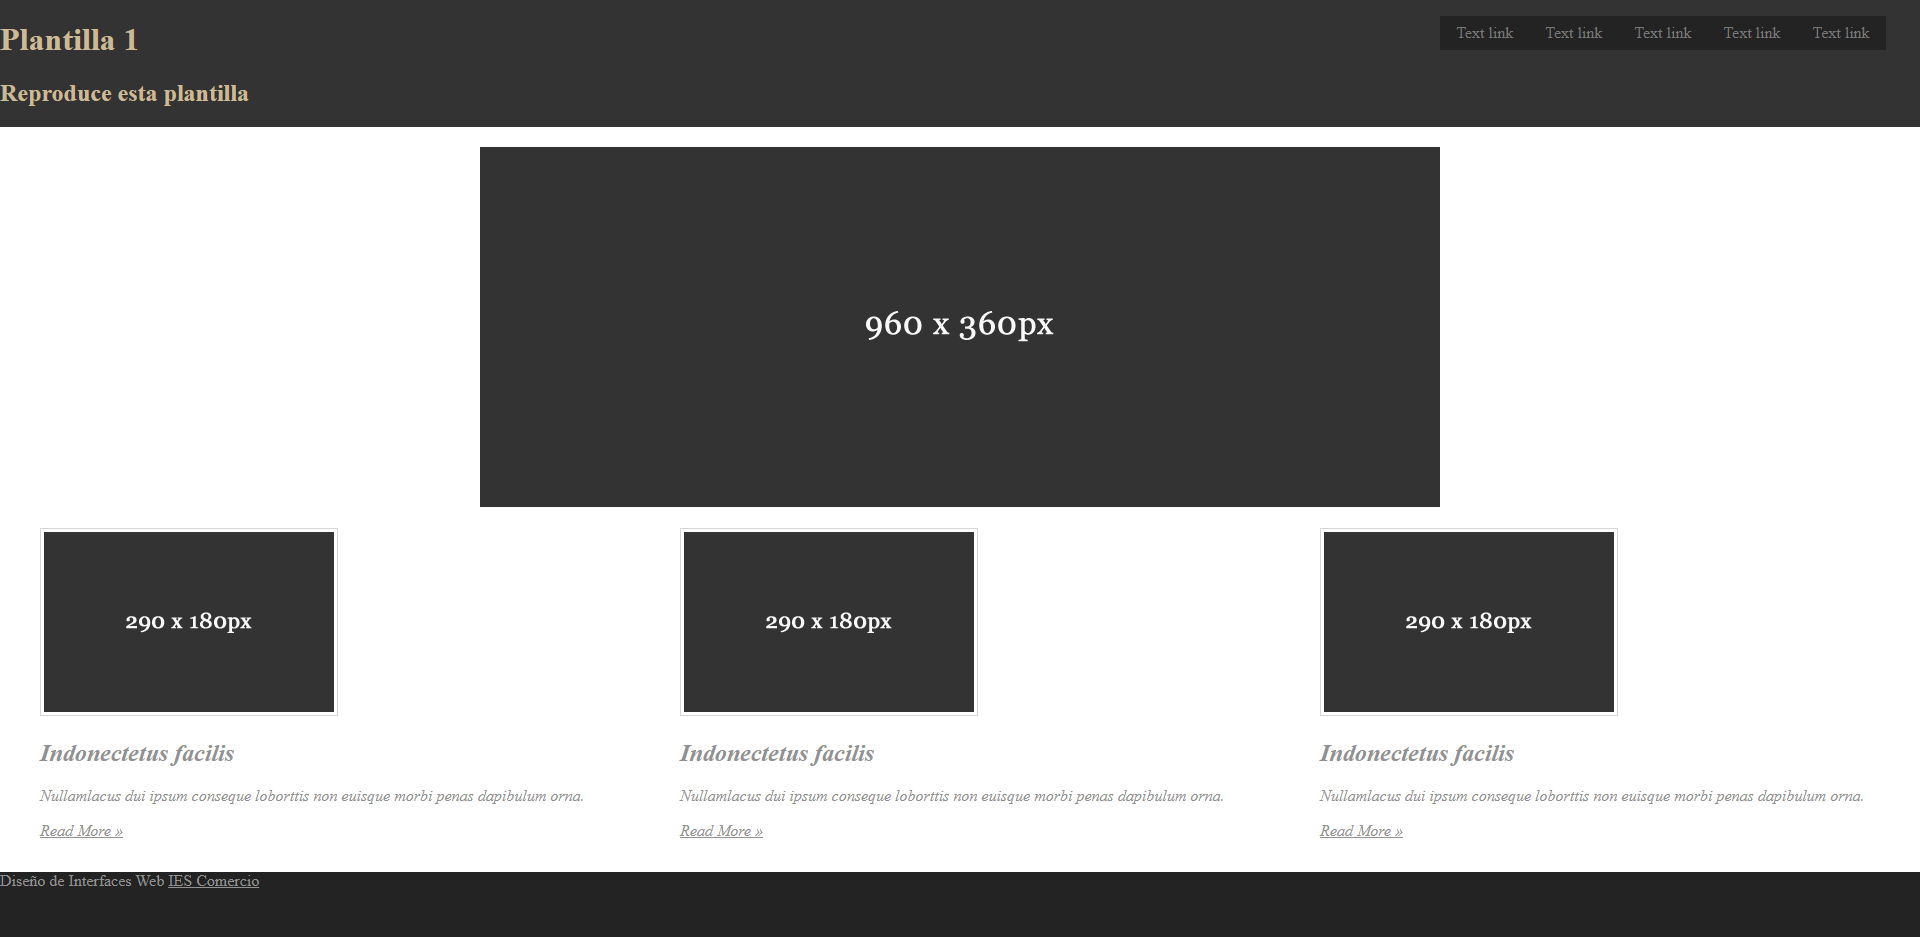 Plantilla 1
Text link Text link Text link Text link Text link
Reproduce esta plantilla
960 x 360px
290 x 180px
290 x 180px
290 x 180px
Indonectetus facilis
Nullamlacus dui ipsum conseque loborttis non euisque morbi penas dapibulum orna.
Read More »
Indonectetus facilis
Nullamlacus dui ipsum conseque loborttis non euisque morbi penas dapibulum orna.
Read More »
Indonectetus facilis
Nullamlacus dui ipsum conseque loborttis non euisque morbi penas dapibulum orna.
Read More »
Diseño de Interfaces Web IES Comercio